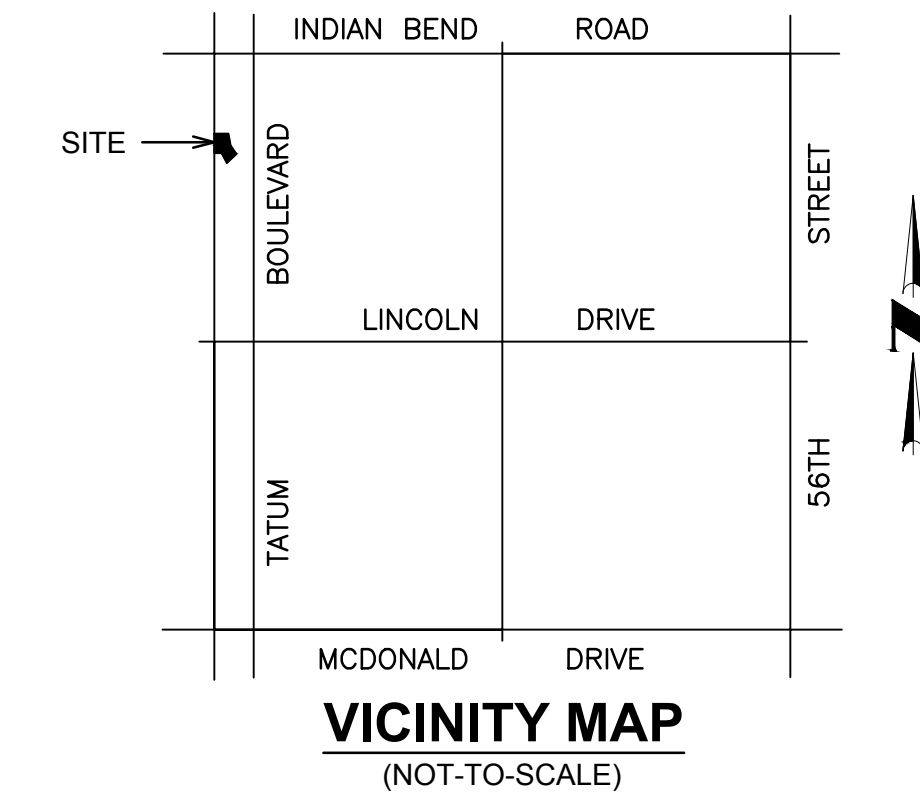 INDIAN BEND ROAD
SITE
BOULEVARD
STREET
LINCOLN DRIVE
TATUM
56TH
MCDONALD DRIVE
VICINITY MAP
(NOT-TO-SCALE)